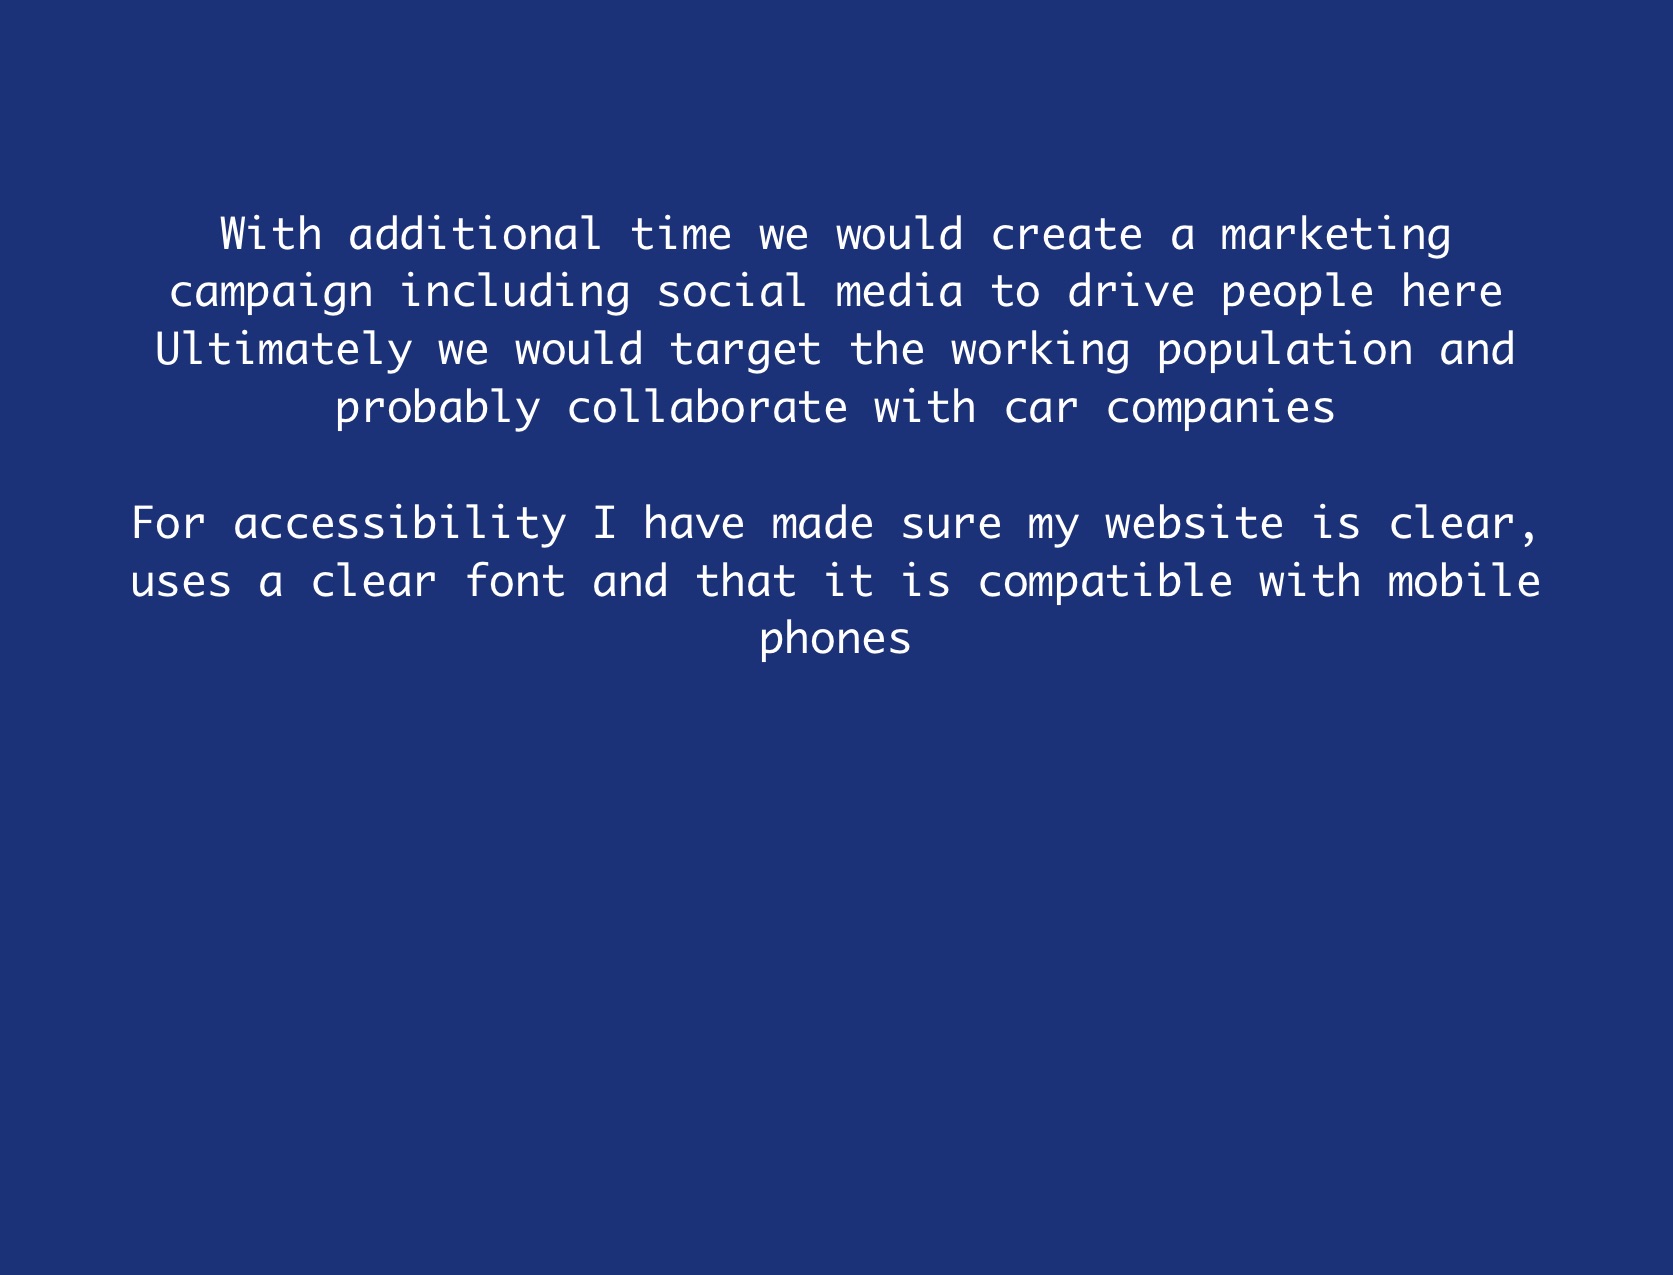 With additional time we would create a marketing
campaign including social media to drive people here
Ultimately we would target the working population and
probably collaborate with car companies
For accessibility I have made sure my website is clear,
uses a clear font and that it is compatible with mobile
phones